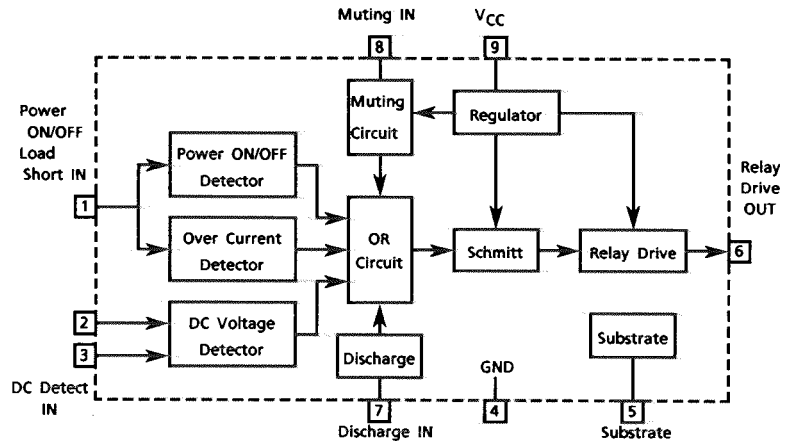 Muting IN
V CC
8
9
Power
ON/OFF
Load
Short IN
Muting
Circuit
Regulator
Power ON/OFF
Detector
Relay
Drive
OUT
1
Over Current
Detector
OR
Circuit
Schmitt
Relay Drive
6
2
3
DC Voltage
Detector
Discharge
Substrate
GND
DC Detect
IN
7
4
5
Discharge IN
Substrate